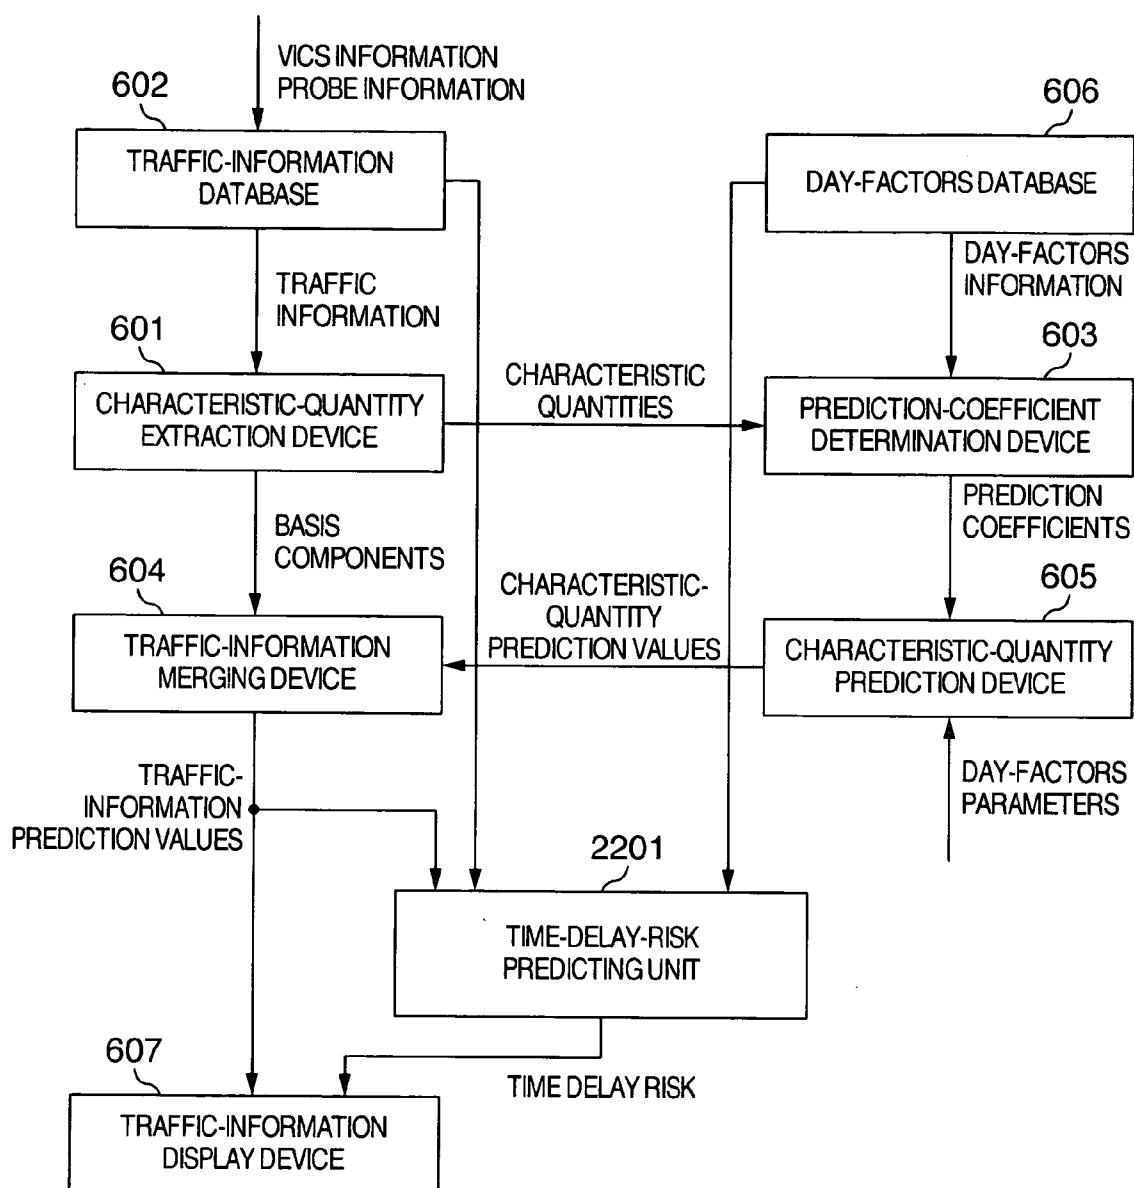 VICS INFORMATION
PROBE INFORMATION
602
606
TRAFFIC-INFORMATION
DATABASE
DAY-FACTORS DATABASE
TRAFFIC
INFORMATION
DAY-FACTORS
INFORMATION
601
603
CHARACTERISTIC-QUANTITY
EXTRACTION DEVICE
CHARACTERISTIC
QUANTITIES
PREDICTION-COEFFICIENT
DETERMINATION DEVICE
BASIS
COMPONENTS
PREDICTION
COEFFICIENTS
604
CHARACTERISTIC-
QUANTITY
PREDICTION VALUES
605
TRAFFIC-INFORMATION
MERGING DEVICE
CHARACTERISTIC-QUANTITY
PREDICTION DEVICE
TRAFFIC-
INFORMATION
PREDICTION VALUES
DAY-FACTORS
PARAMETERS
2201
TIME-DELAY-RISK
PREDICTING UNIT
607
TIME DELAY RISK
TRAFFIC-INFORMATION
DISPLAY DEVICE